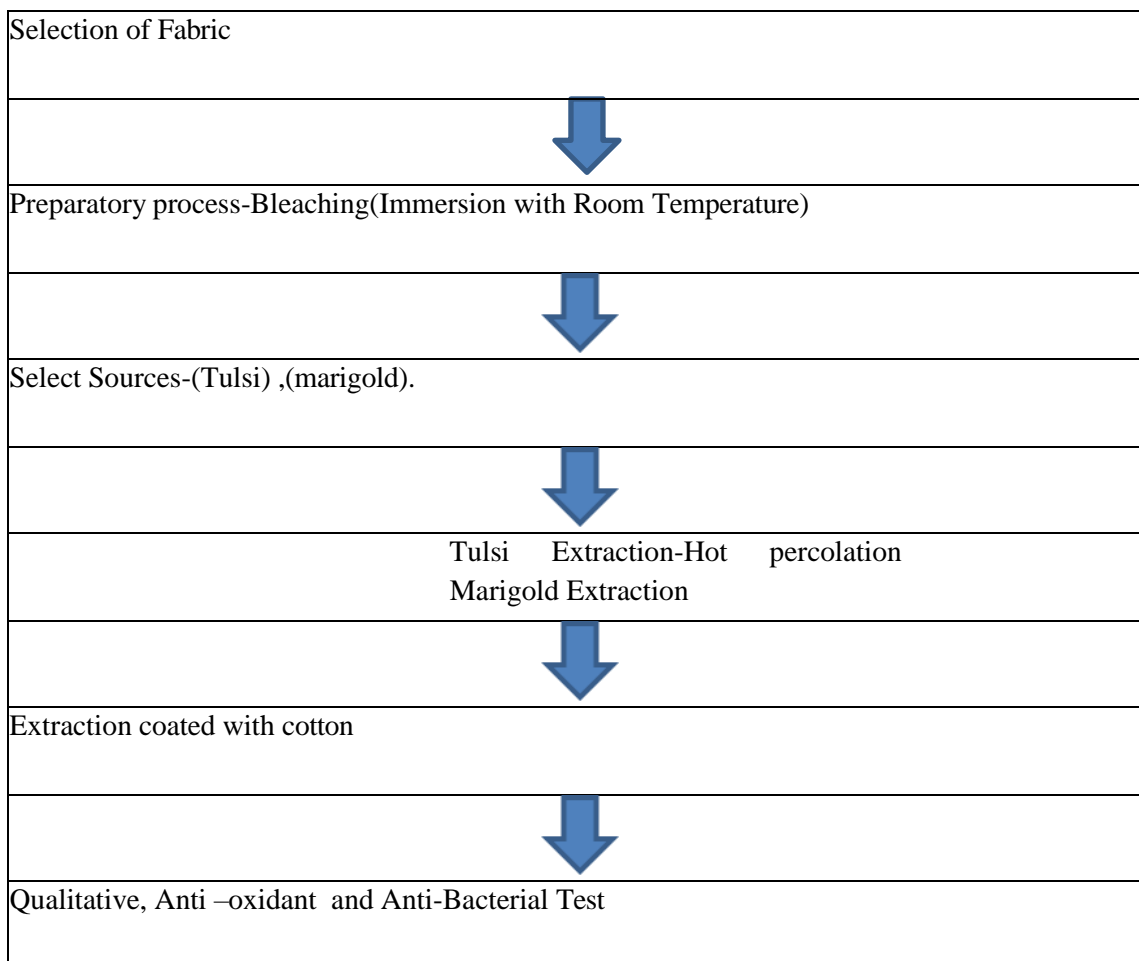 Selection of Fabric
Preparatory process-Bleaching(Immersion with Room Temperature)
Select Sources-(Tulsi) ,(marigold).
Tulsi Extraction-Hot percolation
Marigold Extraction
Extraction coated with cotton
Qualitative, Anti –oxidant and Anti-Bacterial Test